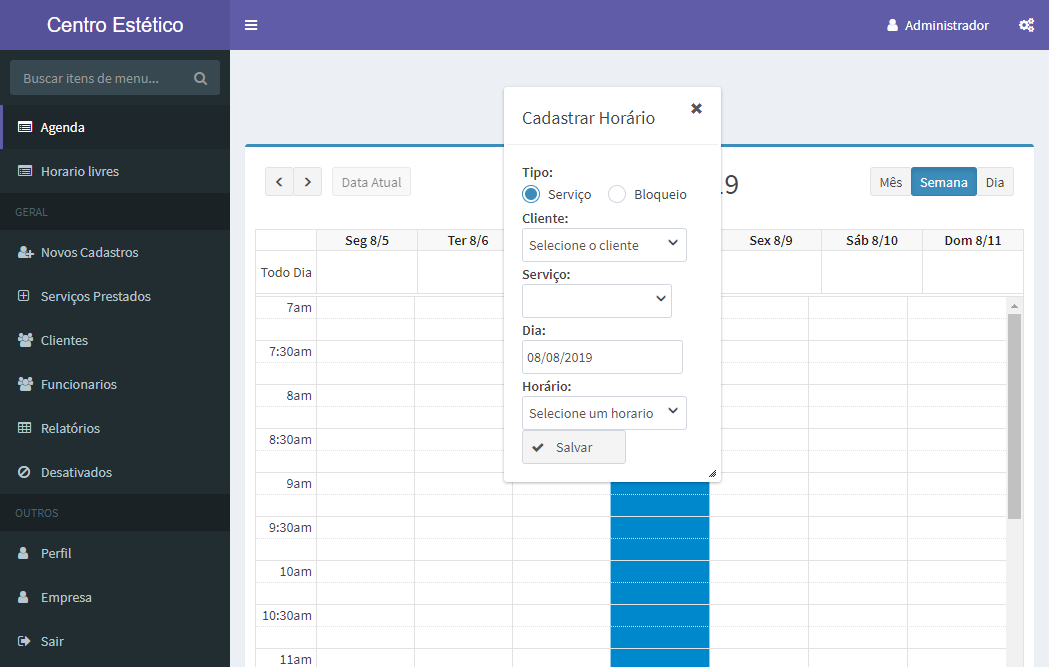 Centro Estético
Administrador
Buscar itens de menu...
Agenda
Horario livres
GERAL
Novos Cadastros
Serviços Prestados
Clientes
Funcionarios
Relatórios
Desativados
OUTROS
Perfil
Empresa
Sair
Cadastrar Horário
Tipo:
Serviço Bloqueio
Cliente:
Selecione o cliente
Serviço:
Dia:
08/08/2019
Horário:
Selecione um horario
Salvar
Data Atual
.9
Mês Semana Dia
Seg 8/5 Ter 8/6 Sex 8/9 Sáb 8/10 Dom 8/11
Todo Dia
7am
7:30am
8am
8:30am
9am
9:30am
10am
10:30am
11am